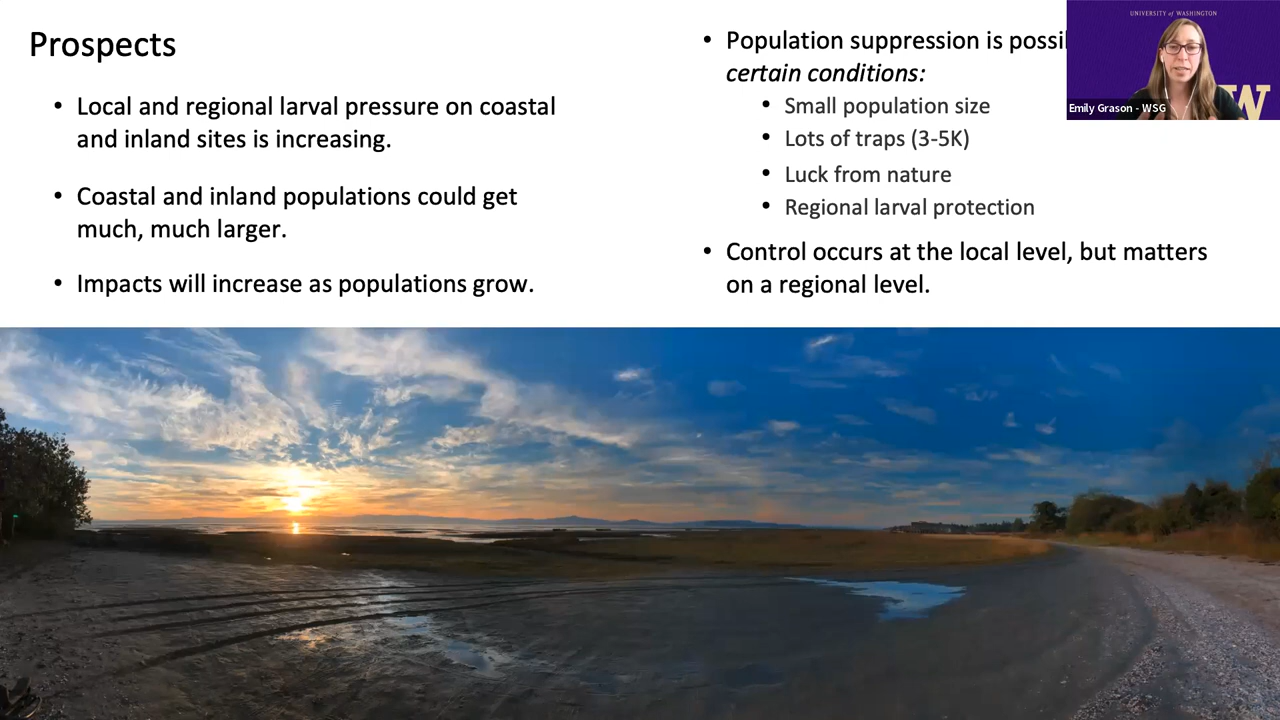 Prospects
• Local and regional larval pressure on coastal
and inland sites is increasing.
• Coastal and inland populations could get
much, much larger.
• Impacts will increase as populations grow.
• Population suppression is
certain conditions:
• Small population size
• Lots of traps (3-5K)
• Luck from nature
• Regional larval protection
• Control occurs at the local level, but matters
on a regional level.
UNIVERSITY of WASHINGTON
W
Emily Grason - WSG